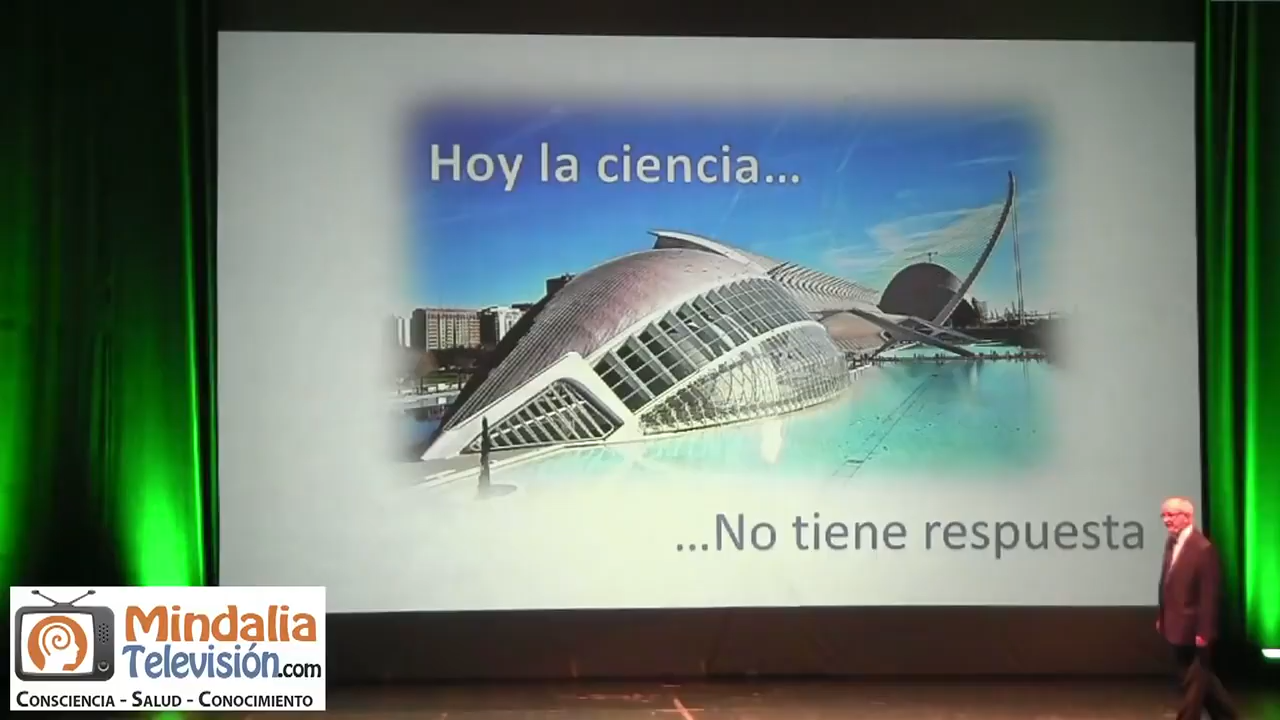 Hoy la ciencia...
...No tiene respuesta
Mindalia
Televisión.com
Consciencia - Salud - Conocimiento